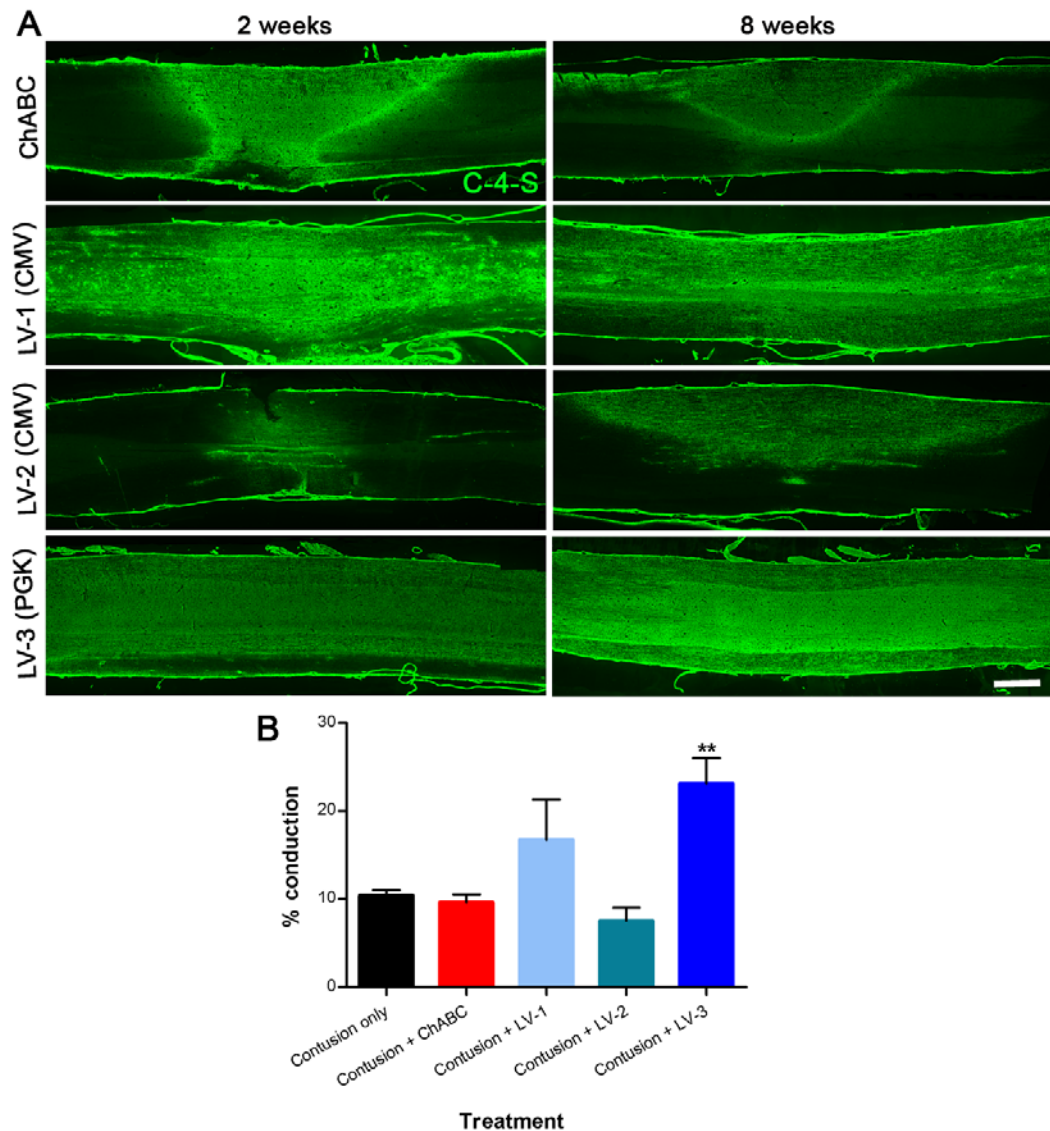 A
2 weeks
8 weeks
ChABC
C-4-S
LV-1 (CMV)
LV-2 (CMV)
LV-3 (PGK)
B
30
20
10
0
% conduction
**
Contusion only
Contusion + ChABC
Contusion + LV-1
Contusion + LV-2
Contusion + LV-3
Treatment